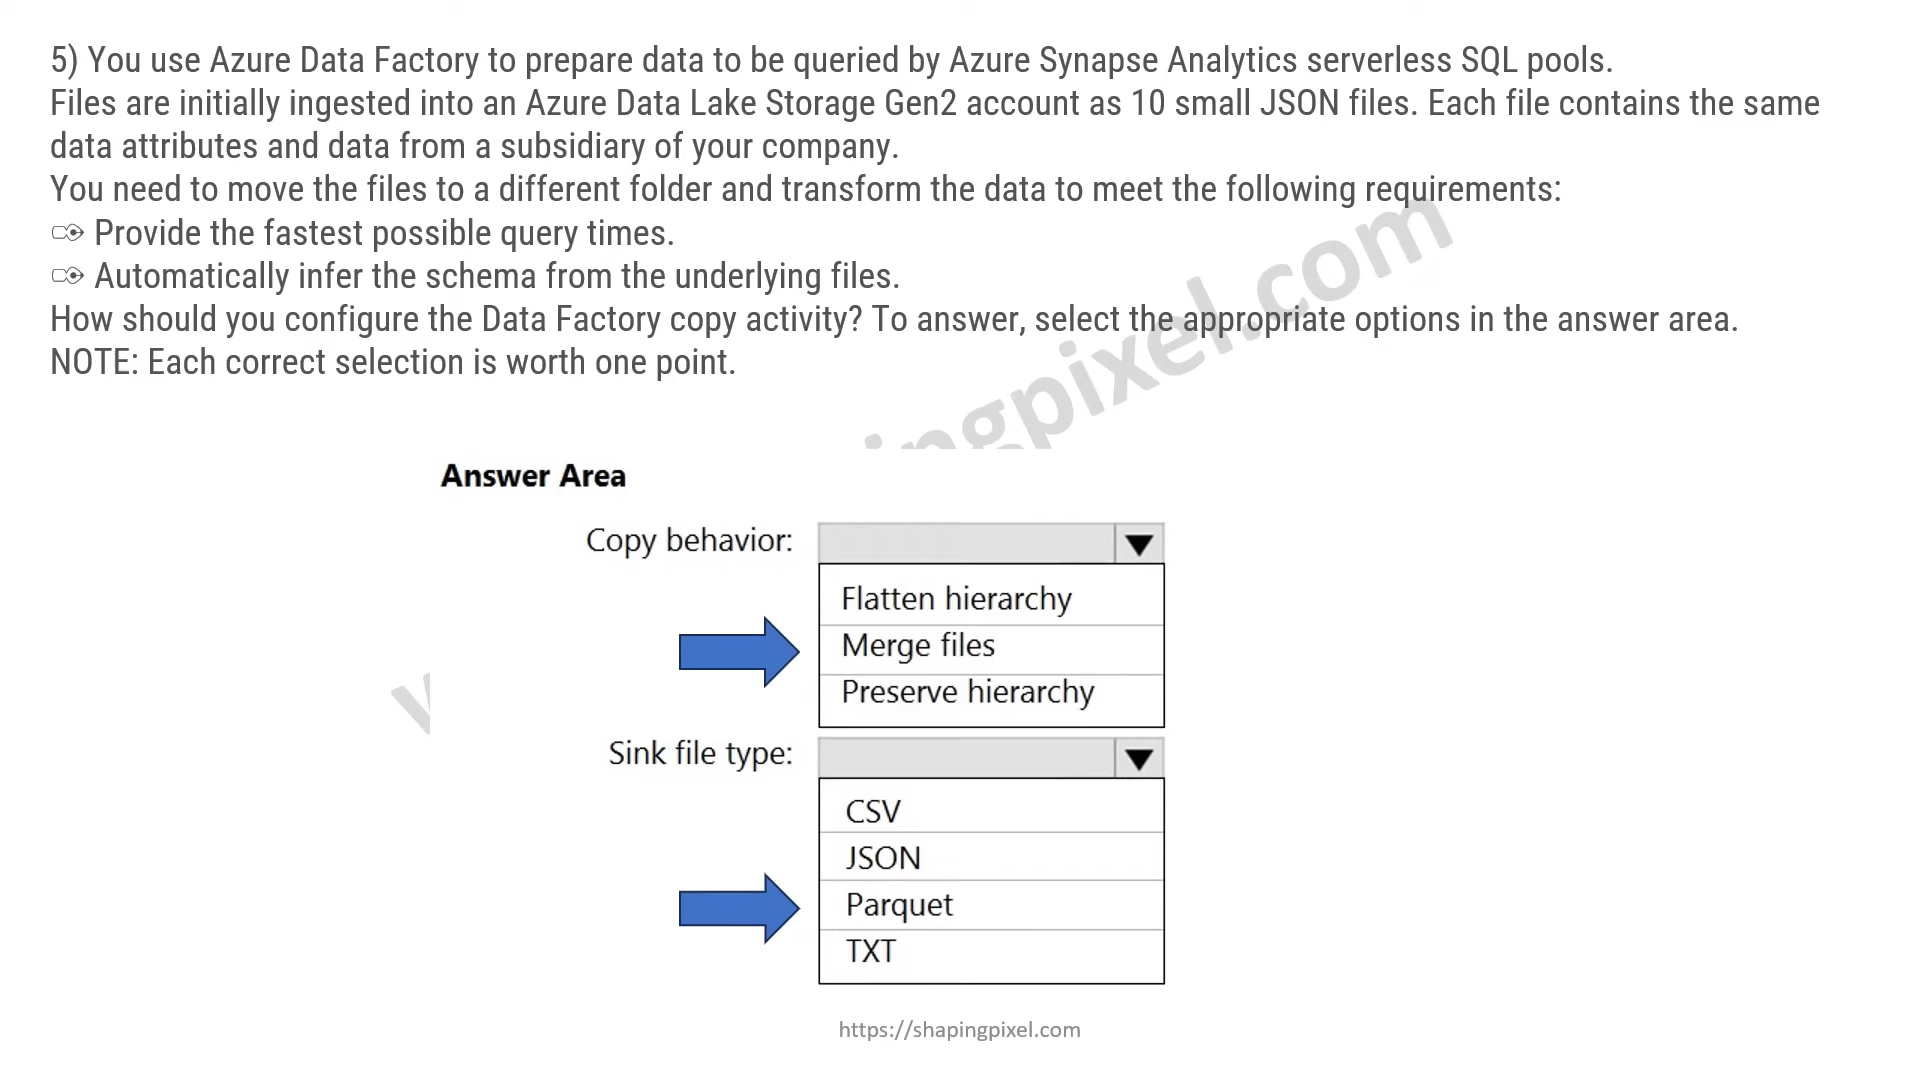 5) You use Azure Data Factory to prepare data to be queried by Azure Synapse Analytics serverless SQL pools.
Files are initially ingested into an Azure Data Lake Storage Gen2 account as 10 small JSON files. Each file contains the same
data attributes and data from a subsidiary of your company.
You need to move the files to a different folder and transform the data to meet the following requirements:
Provide the fastest possible query times.
Automatically infer the schema from the underlying files.
How should you configure the Data Factory copy activity? To answer, select the appropriate options in the answer area.
NOTE: Each correct selection is worth one point.
ingpixel.com
Answer Area
Copy behavior:
Flatten hierarchy
Merge files
Preserve hierarchy
Sink file type:
CSV
JSON
Parquet
TXT
https://shapingpixel.com